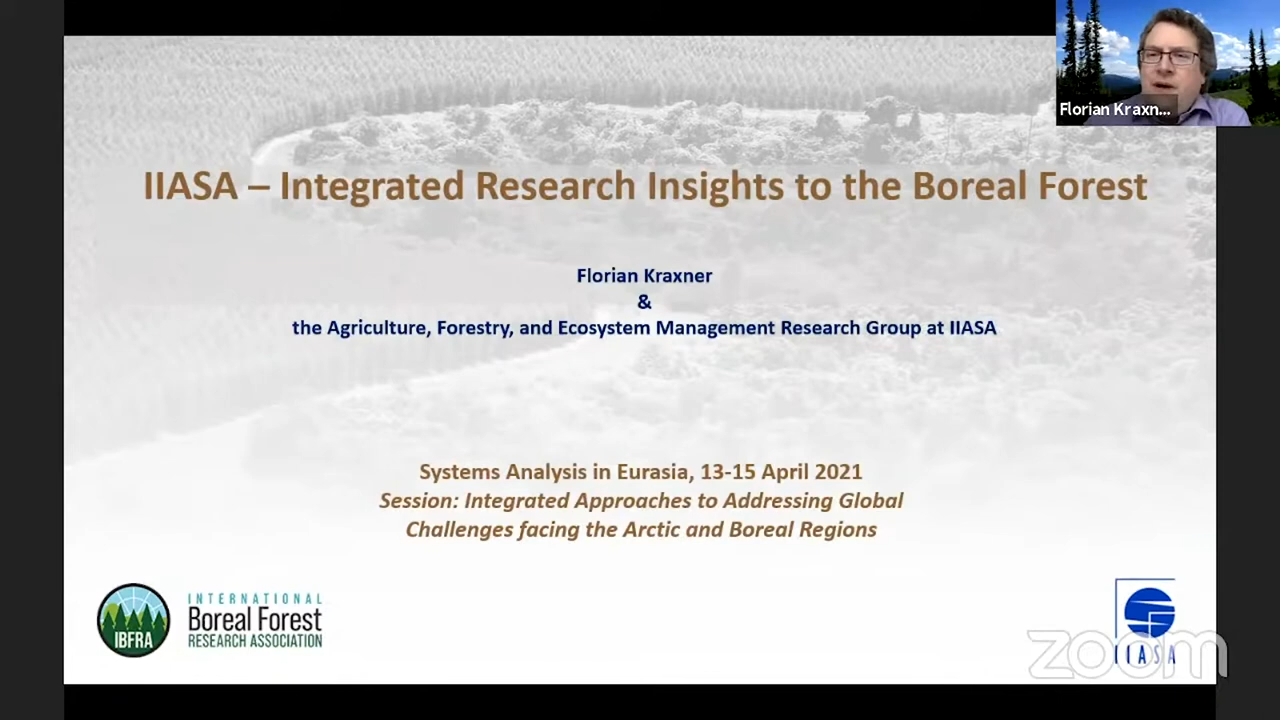 Florian Kraxn...
IIASA – Integrated Research Insights to the Boreal Forest
Florian Kraxner
&
the Agriculture, Forestry, and Ecosystem Management Research Group at IIASA
Systems Analysis in Eurasia, 13-15 April 2021
Session: Integrated Approaches to Addressing Global
Challenges facing the Arctic and Boreal Regions
IBFRA
INTERNATIONAL
Boreal Forest
RESEARCH ASSOCIATION
IIASA
zoom